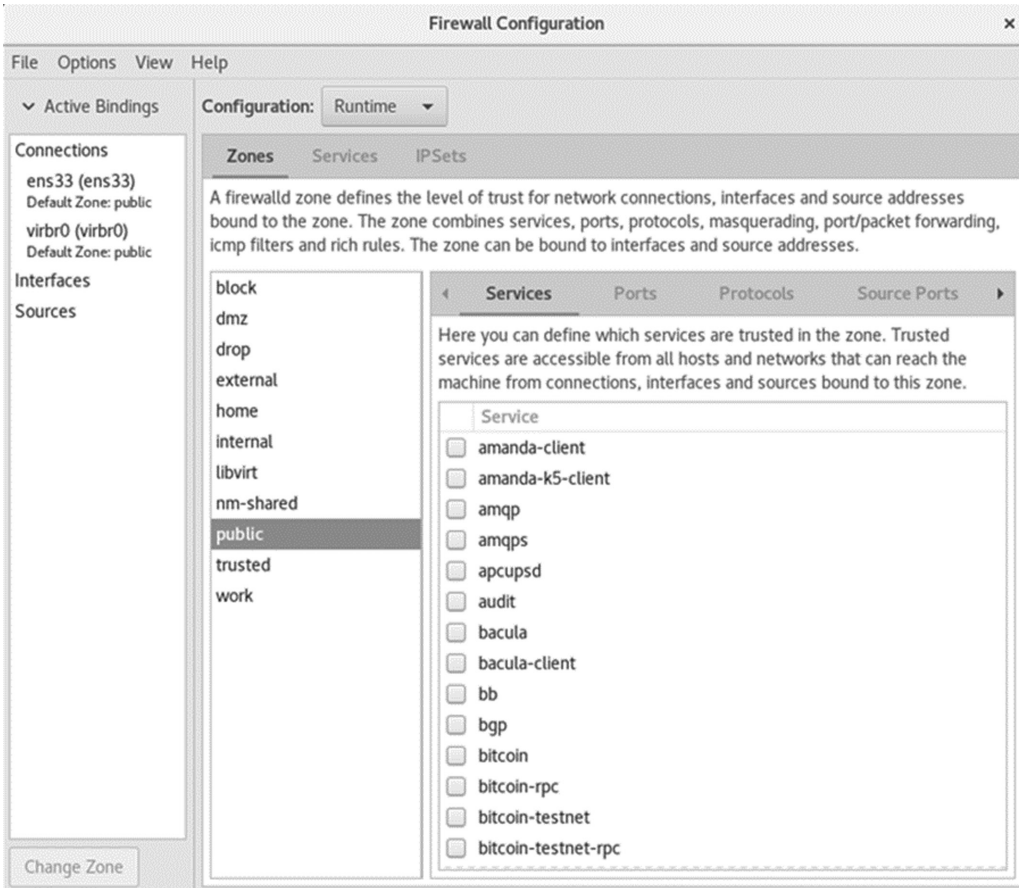 Firewall Configuration
×
File Options View Help
Active Bindings
Configuration: Runtime
Connections
ens33 (ens33)
Default Zone: public
virbr0 (virbr0)
Default Zone: public
Interfaces
Sources
Change Zone
Zones Services IPSets
A firewalld zone defines the level of trust for network connections, interfaces and source addresses
bound to the zone. The zone combines services, ports, protocols, masquerading, port/packet forwarding,
icmp filters and rich rules. The zone can be bound to interfaces and source addresses.
block
dmz
drop
external
home
internal
libvirt
nm-shared
public
trusted
work
Services Ports Protocols Source Ports
Here you can define which services are trusted in the zone. Trusted
services are accessible from all hosts and networks that can reach the
machine from connections, interfaces and sources bound to this zone.
Service
amanda-client
amanda-k5-client
amqp
amqps
apcupsd
audit
bacula
bacula-client
bb
bgp
bitcoin
bitcoin-rpc
bitcoin-testnet
bitcoin-testnet-rpc